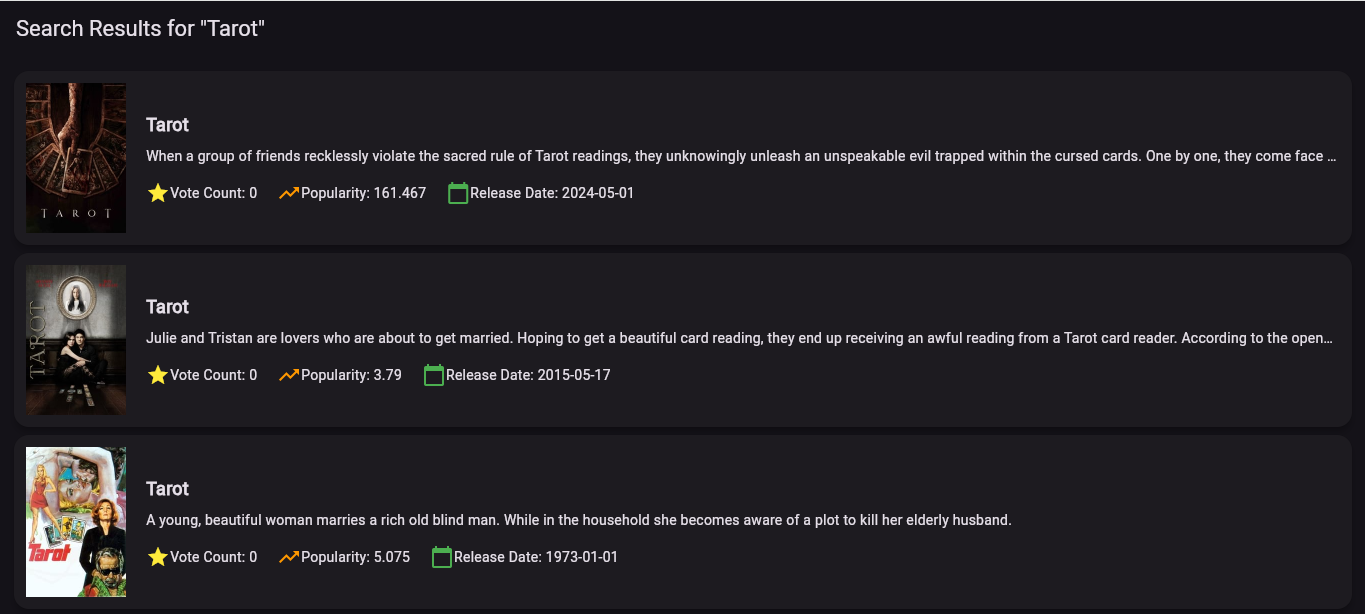 Search Results for "Tarot"
TAROT
Tarot
When a group of friends recklessly violate the sacred rule of Tarot readings, they unknowingly unleash an unspeakable evil trapped within the cursed cards. One by one, they come face ...
Vote Count: 0 Popularity: 161.467 Release Date: 2024-05-01
TAROT
Tarot
Julie and Tristan are lovers who are about to get married. Hoping to get a beautiful card reading, they end up receiving an awful reading from a Tarot card reader. According to the open...
Vote Count: 0 Popularity: 3.79 Release Date: 2015-05-17
Tarot
Tarot
A young, beautiful woman marries a rich old blind man. While in the household she becomes aware of a plot to kill her elderly husband.
Vote Count: 0 Popularity: 5.075 Release Date: 1973-01-01